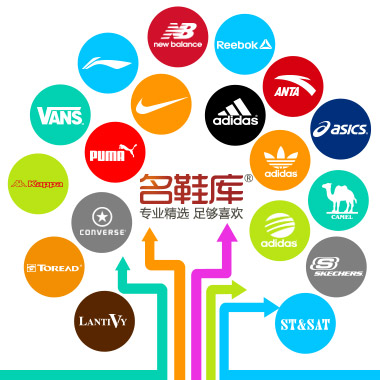 new balance
Reebok
ANTA
VANS
adidas
asics
PUMA
adidas
Kappa
名鞋库®
专业精选 足够喜欢
CAMEL
CONVERSE
adidas
TOREAD
SKECHERS
LANTIVY
ST&SAT